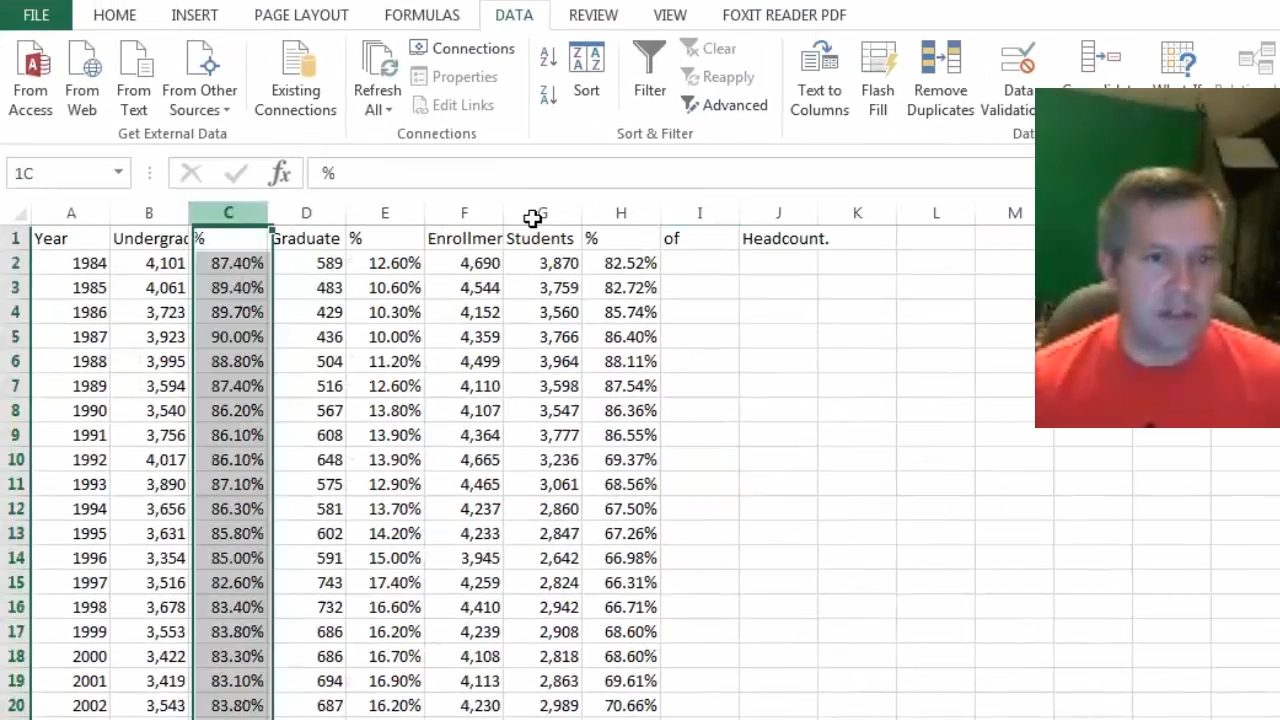 FILE HOME INSERT PAGE LAYOUT FORMULAS DATA REVIEW VIEW FOXIT READER PDF
From Access
From Web
From Text
From Other Sources
Existing Connections
Get External Data
Refresh All
Connections
Properties
Edit Links
Connections
Sort
Filter
Clear
Reapply
Advanced
Sort & Filter
Text to Columns
Flash Fill
Remove Duplicates
Data
1C fx %
A B C D E F G H I J K L M
1 Year Undergrad % Graduate % Enrollmer Students % of Headcount.
2 1984 4,101 87.40% 589 12.60% 4,690 3,870 82.52%
3 1985 4,061 89.40% 483 10.60% 4,544 3,759 82.72%
4 1986 3,723 89.70% 429 10.30% 4,152 3,560 85.74%
5 1987 3,923 90.00% 436 10.00% 4,359 3,766 86.40%
6 1988 3,995 88.80% 504 11.20% 4,499 3,964 88.11%
7 1989 3,594 87.40% 516 12.60% 4,110 3,598 87.54%
8 1990 3,540 86.20% 567 13.80% 4,107 3,547 86.36%
9 1991 3,756 86.10% 608 13.90% 4,364 3,777 86.55%
10 1992 4,017 86.10% 648 13.90% 4,665 3,236 69.37%
11 1993 3,890 87.10% 575 12.90% 4,465 3,061 68.56%
12 1994 3,656 86.30% 581 13.70% 4,237 2,860 67.50%
13 1995 3,631 85.80% 602 14.20% 4,233 2,847 67.26%
14 1996 3,354 85.00% 591 15.00% 3,945 2,642 66.98%
15 1997 3,516 82.60% 743 17.40% 4,259 2,824 66.31%
16 1998 3,678 83.40% 732 16.60% 4,410 2,942 66.71%
17 1999 3,553 83.80% 686 16.20% 4,239 2,908 68.60%
18 2000 3,422 83.30% 686 16.70% 4,108 2,818 68.60%
19 2001 3,419 83.10% 694 16.90% 4,113 2,863 69.61%
20 2002 3,543 83.80% 687 16.20% 4,230 2,989 70.66%